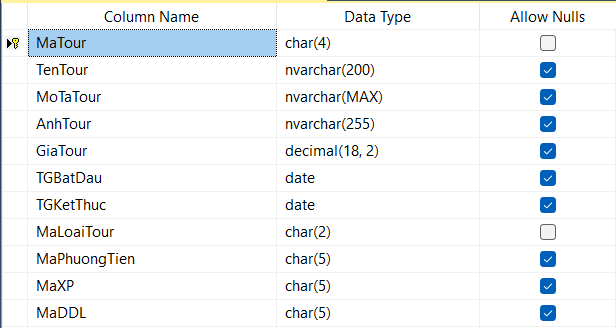 Column Name Data Type Allow Nulls
MaTour char(4)
TenTour nvarchar(200)
MoTaTour nvarchar(MAX)
AnhTour nvarchar(255)
GiaTour decimal(18, 2)
TGBatDau date
TGKetThuc date
MaLoaiTour char(2)
MaPhuongTien char(5)
MaXP char(5)
MaDDL char(5)